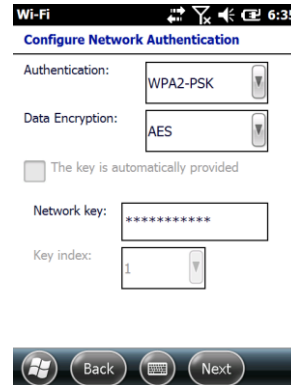 Wi-Fi 6:35
Configure Network Authentication
Authentication:
WPA2-PSK
Data Encryption:
AES
The key is automatically provided
Network key:
***********
Key index:
1
Back Next